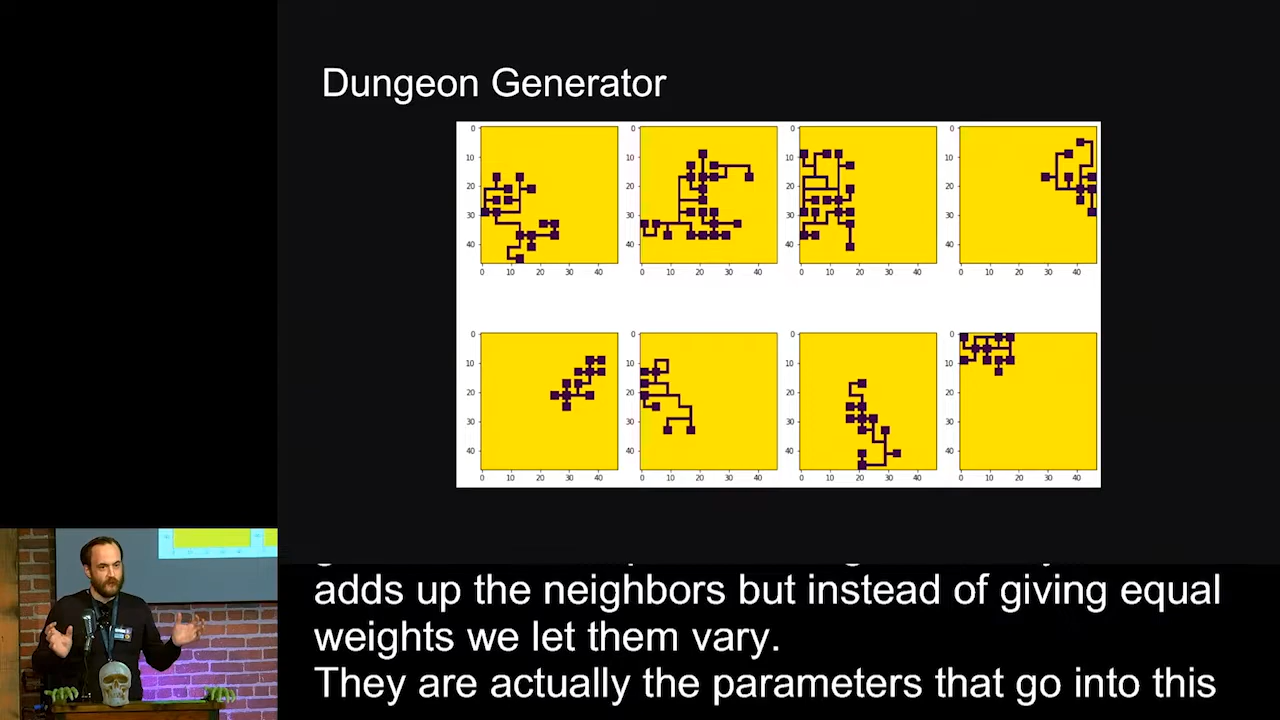 Dungeon Generator
0 0 0 0
10 10 10 10
20 20 20 20
30 30 30 30
40 40 40 40
0 10 20 30 40 0 10 20 30 40 0 10 20 30 40 0 10 20 30 40
0 0 0 0
10 10 10 10
20 20 20 20
30 30 30 30
40 40 40 40
0 10 20 30 40 0 10 20 30 40 0 10 20 30 40 0 10 20 30 40
adds up the neighbors but instead of giving equal
weights we let them vary.
They are actually the parameters that go into this